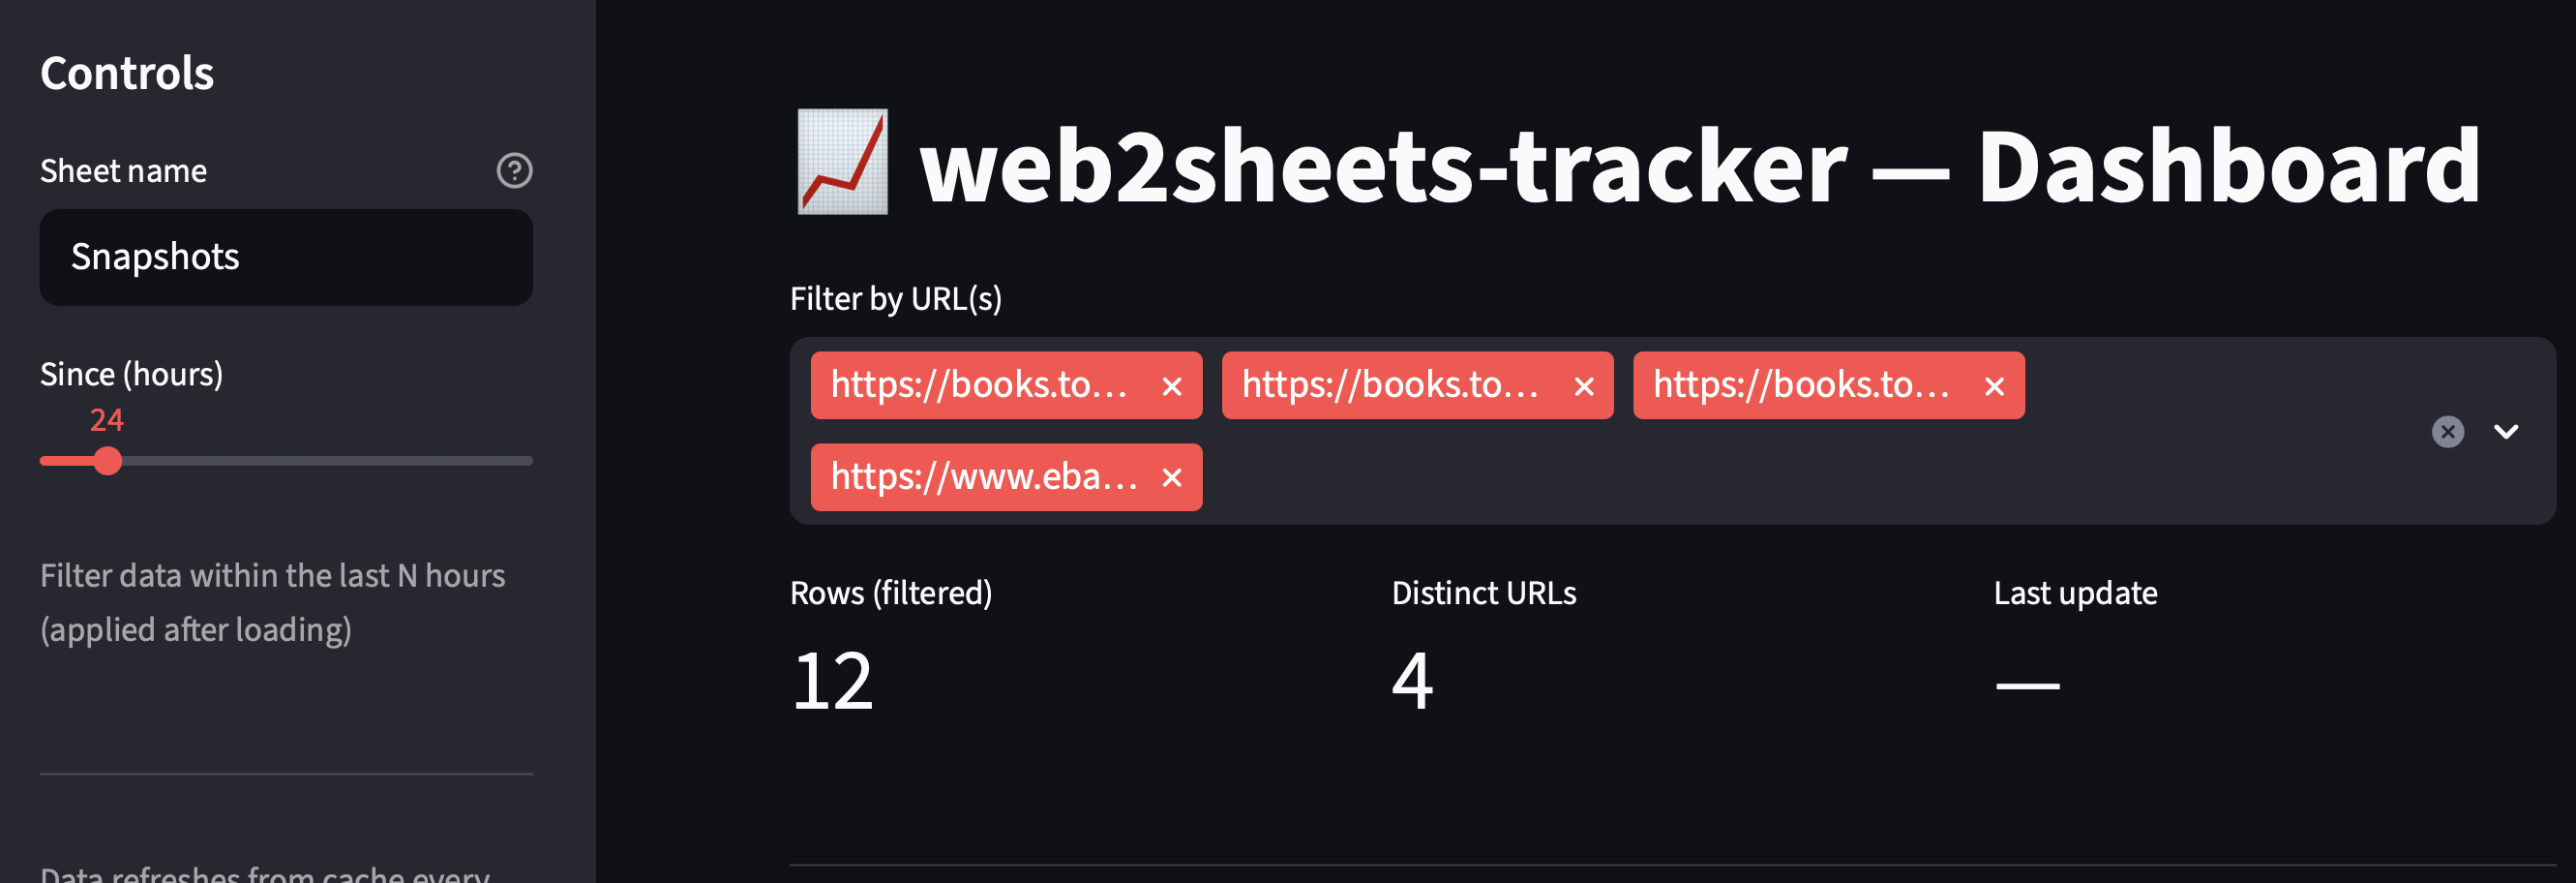 Controls
Sheet name
Snapshots
Since (hours)
24
Filter data within the last N hours
(applied after loading)
Data refreshes from cache every
web2sheets-tracker — Dashboard
Filter by URL(s)
https://books.to… https://books.to… https://books.to…
https://www.eba…
Rows (filtered) Distinct URLs Last update
12 4 —